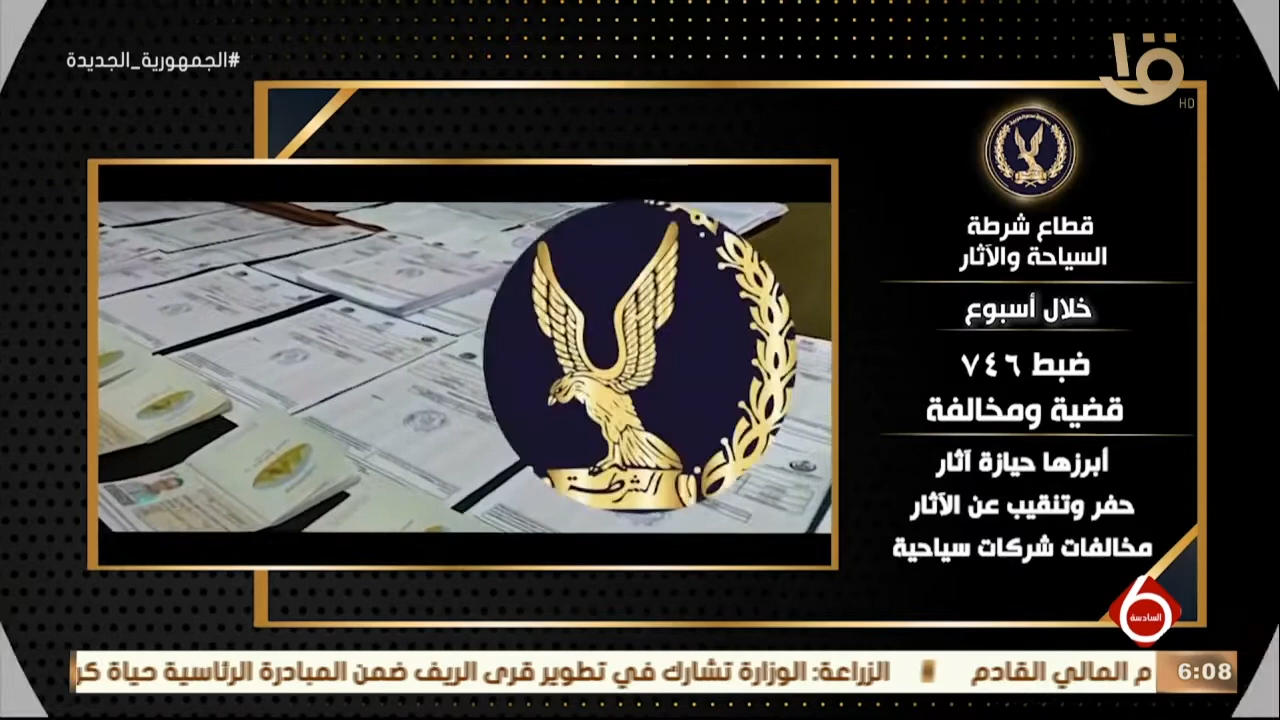 #الجمهورية_الجديدة
HD
قطاع شرطة
السياحة والآثار
خلال أسبوع
ضبط ٧٤٦
قضية ومخالفة
أبرزها حيازة آثار
حفر وتنقيب عن الآثار
مخالفات شركات سياحية
الشرطة
السادسة
6:08
م المالي القادم
الزراعة: الوزارة تشارك في تطوير قرى الريف ضمن المبادرة الرئاسية حياة كر